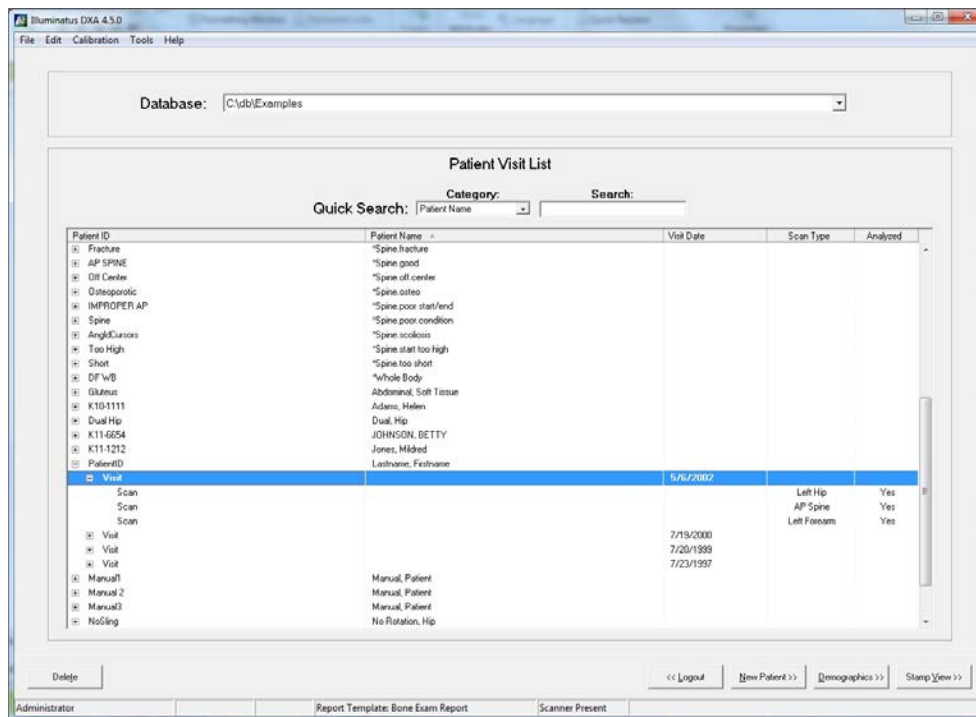 Illuminatus DXA 4.5.0
File Edit Calibration Tools Help
Database: C:\db\Examples
Patient Visit List
Category: Search:
Quick Search: Patient Name
Patient ID Patient Name Visit Date Scan Type Analyzed
Fracture *Spine.fracture
AP SPINE *Spine.good
Off Center *Spine.off.center
Osteoporotic *Spine.osteo
IMPROPER AP *Spine.poor start/end
Spine *Spine.poor.condition
AngldCursors *Spine.scoliosis
Too High *Spine.start too high
Short *Spine.too short
DF WB *Whole Body
Gluteus Abdominal, Soft Tissue
K10-1111 Adams, Helen
Dual Hip Dual, Hip
K11-6654 JOHNSON, BETTY
K11-1212 Jones, Mildred
PatientID Lastname, Firstname
Visit 5/6/2002
Scan Left Hip Yes
Scan AP Spine Yes
Scan Left Forearm Yes
Visit 7/19/2000
Visit 7/20/1999
Visit 7/23/1997
Manual1 Manual, Patient
Manual 2 Manual, Patient
Manual3 Manual, Patient
NoSling No Rotation, Hip
Delete << Logout New Patient >> Demographics >> Stamp View >>
Administrator Report Template: Bone Exam Report Scanner Present